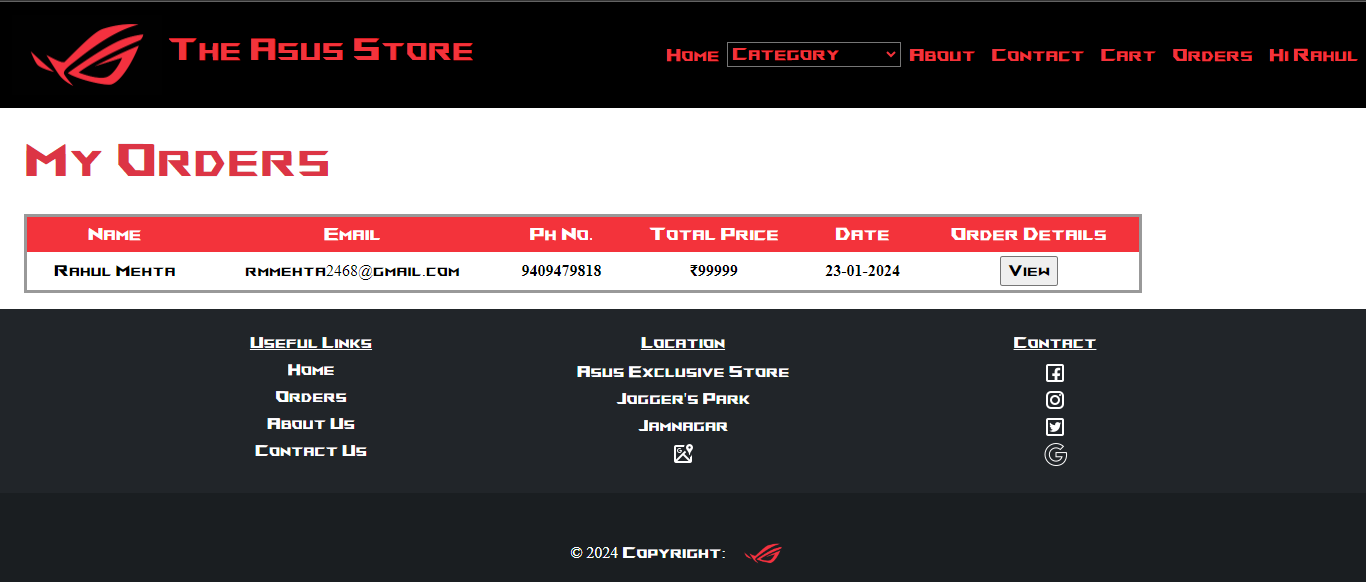 The Asus Store
Home Category About Contact Cart Orders Hi Rahul
My Orders
Name Email Ph No. Total Price Date Order Details
Rahul Mehta rmmehta2468@gmail.com 9409479818 ₹99999 23-01-2024 View
Useful Links
Home
Orders
About Us
Contact Us
Location
Asus Exclusive Store
Jogger's Park
Jamnagar
Contact
© 2024 Copyright: